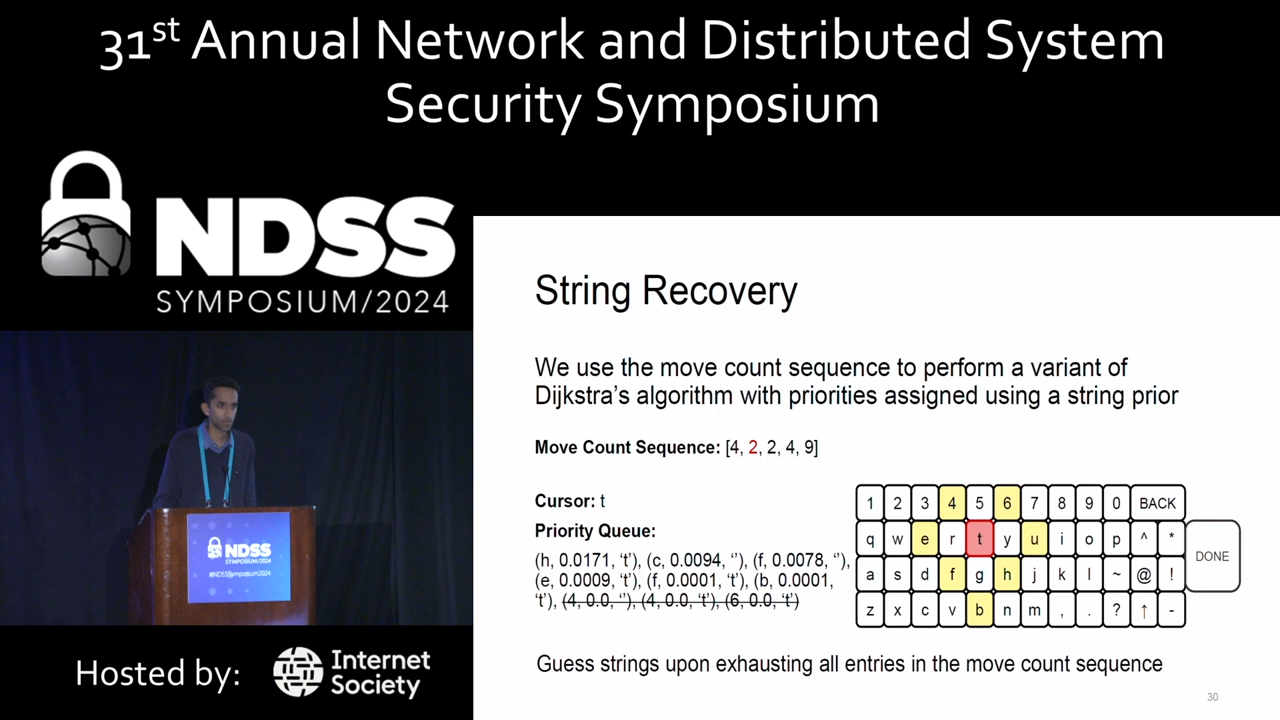 31st Annual Network and Distributed System
Security Symposium
NDSS
SYMPOSIUM/2024
String Recovery
We use the move count sequence to perform a variant of
Dijkstra’s algorithm with priorities assigned using a string prior
Move Count Sequence: [4, 2, 2, 4, 9]
Cursor: t
Priority Queue:
(h, 0.0171, ‘t’), (c, 0.0094, ‘’), (f, 0.0078, ‘’),
(e, 0.0009, ‘t’), (f, 0.0001, ‘t’), (b, 0.0001,
‘t’), (4, 0.0, ‘’), (4, 0.0, ‘t’), (6, 0.0, ‘t’)
1 2 3 4 5 6 7 8 9 0 BACK
q w e r t y u i o p ^ *
DONE
a s d f g h j k l ~ @ !
z x c v b n m , . ? ↑ -
Guess strings upon exhausting all entries in the move count sequence
30
NDSS
SYMPOSIUM/2024
#NDSSSymposium2024
Hosted by:
Internet
Society